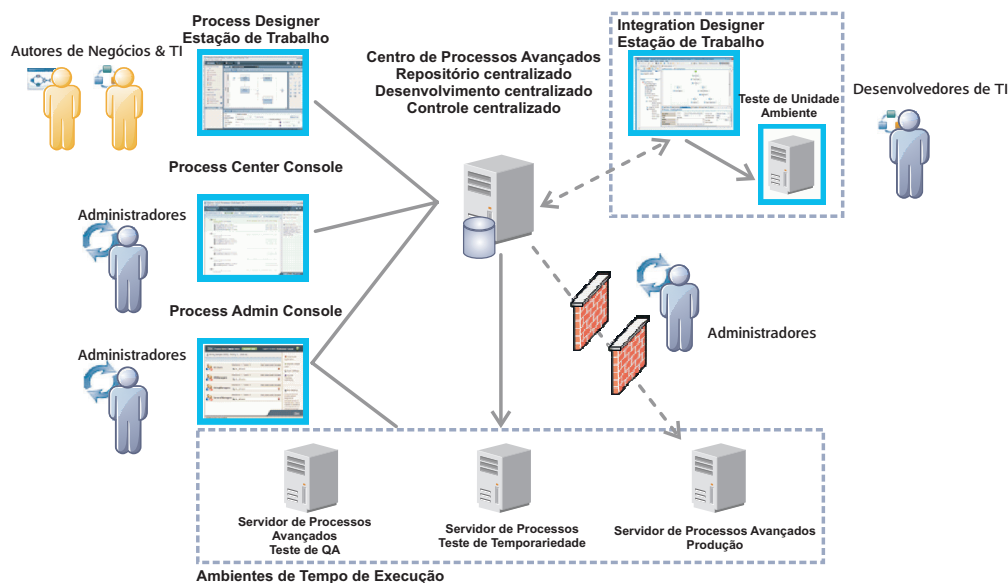 Process Designer
Estação de Trabalho
Autores de Negócios & TI
Centro de Processos Avançados
Repositório centralizado
Desenvolvimento centralizado
Controle centralizado
Integration Designer
Estação de Trabalho
Teste de Unidade
Ambiente
Desenvolvedores de TI
Process Center Console
Administradores
Process Admin Console
Administradores
Administradores
Servidor de Processos
Avançados
Teste de QA
Servidor de Processos
Teste de Temporariedade
Servidor de Processos Avançados
Produção
Ambientes de Tempo de Execução